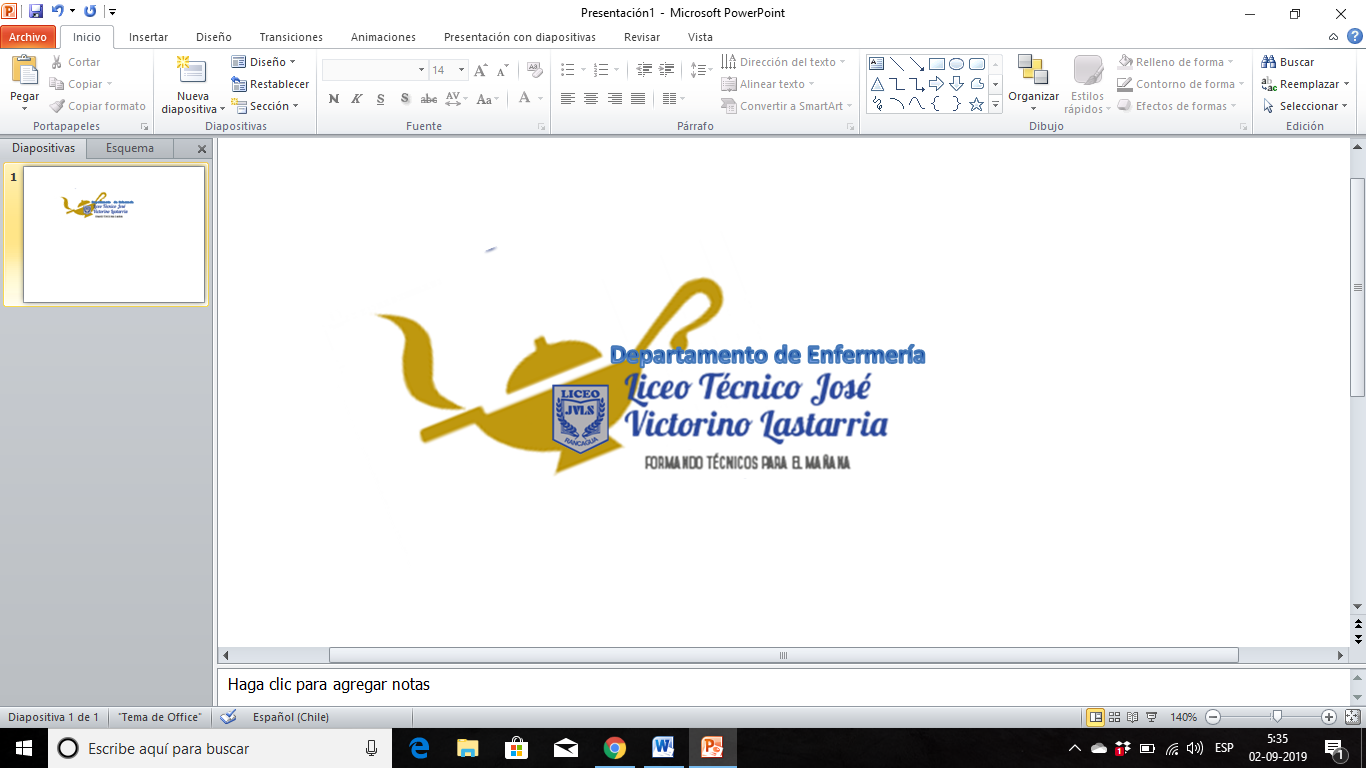 Presentación1 - Microsoft PowerPoint
Archivo Inicio Insertar Diseño Transiciones Animaciones Presentación con diapositivas Revisar Vista
Pegar
Cortar
Copiar
Copiar formato
Portapapeles
Nueva
diapositiva
Diseño
Restablecer
Sección
Diapositivas
14
N K S S abc AV Aa A
Fuente
Dirección del texto
Alinear texto
Convertir a SmartArt
Párrafo
Organizar
Estilos
rápidos
Relleno de forma
Contorno de forma
Efectos de formas
Dibujo
Buscar
Reemplazar
Seleccionar
Edición
Diapositivas Esquema
1
Departamento de Enfermería
Liceo Técnico José
Victorino Lastarria
FORMANDO TÉCNICOS PARA EL MAÑANA
LICEO
JVLS
RANCAGUA
Haga clic para agregar notas
Diapositiva 1 de 1 "Tema de Office" Español (Chile) 140%
Escribe aquí para buscar
ESP
5:35
02-09-2019
1